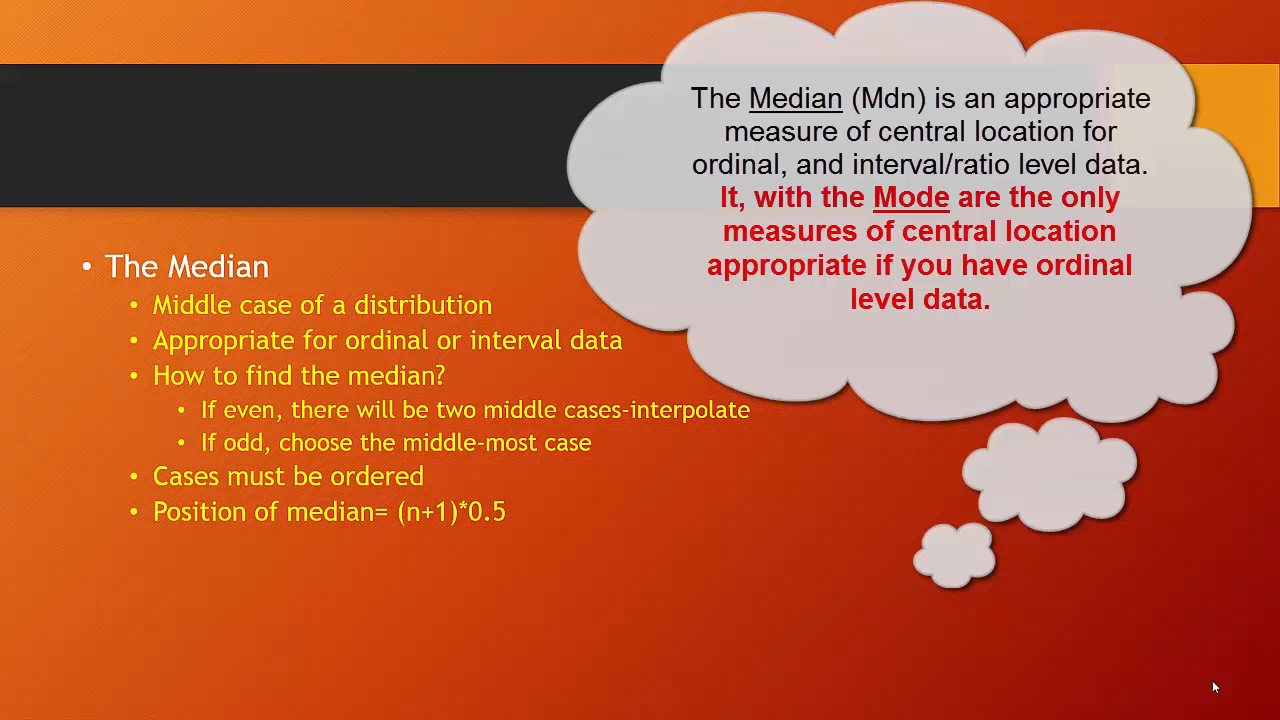 The Median (Mdn) is an appropriate
measure of central location for
ordinal, and interval/ratio level data.
It, with the Mode are the only
measures of central location
appropriate if you have ordinal
level data.
• The Median
• Middle case of a distribution
• Appropriate for ordinal or interval data
• How to find the median?
• If even, there will be two middle cases-interpolate
• If odd, choose the middle-most case
• Cases must be ordered
• Position of median= (n+1)*0.5